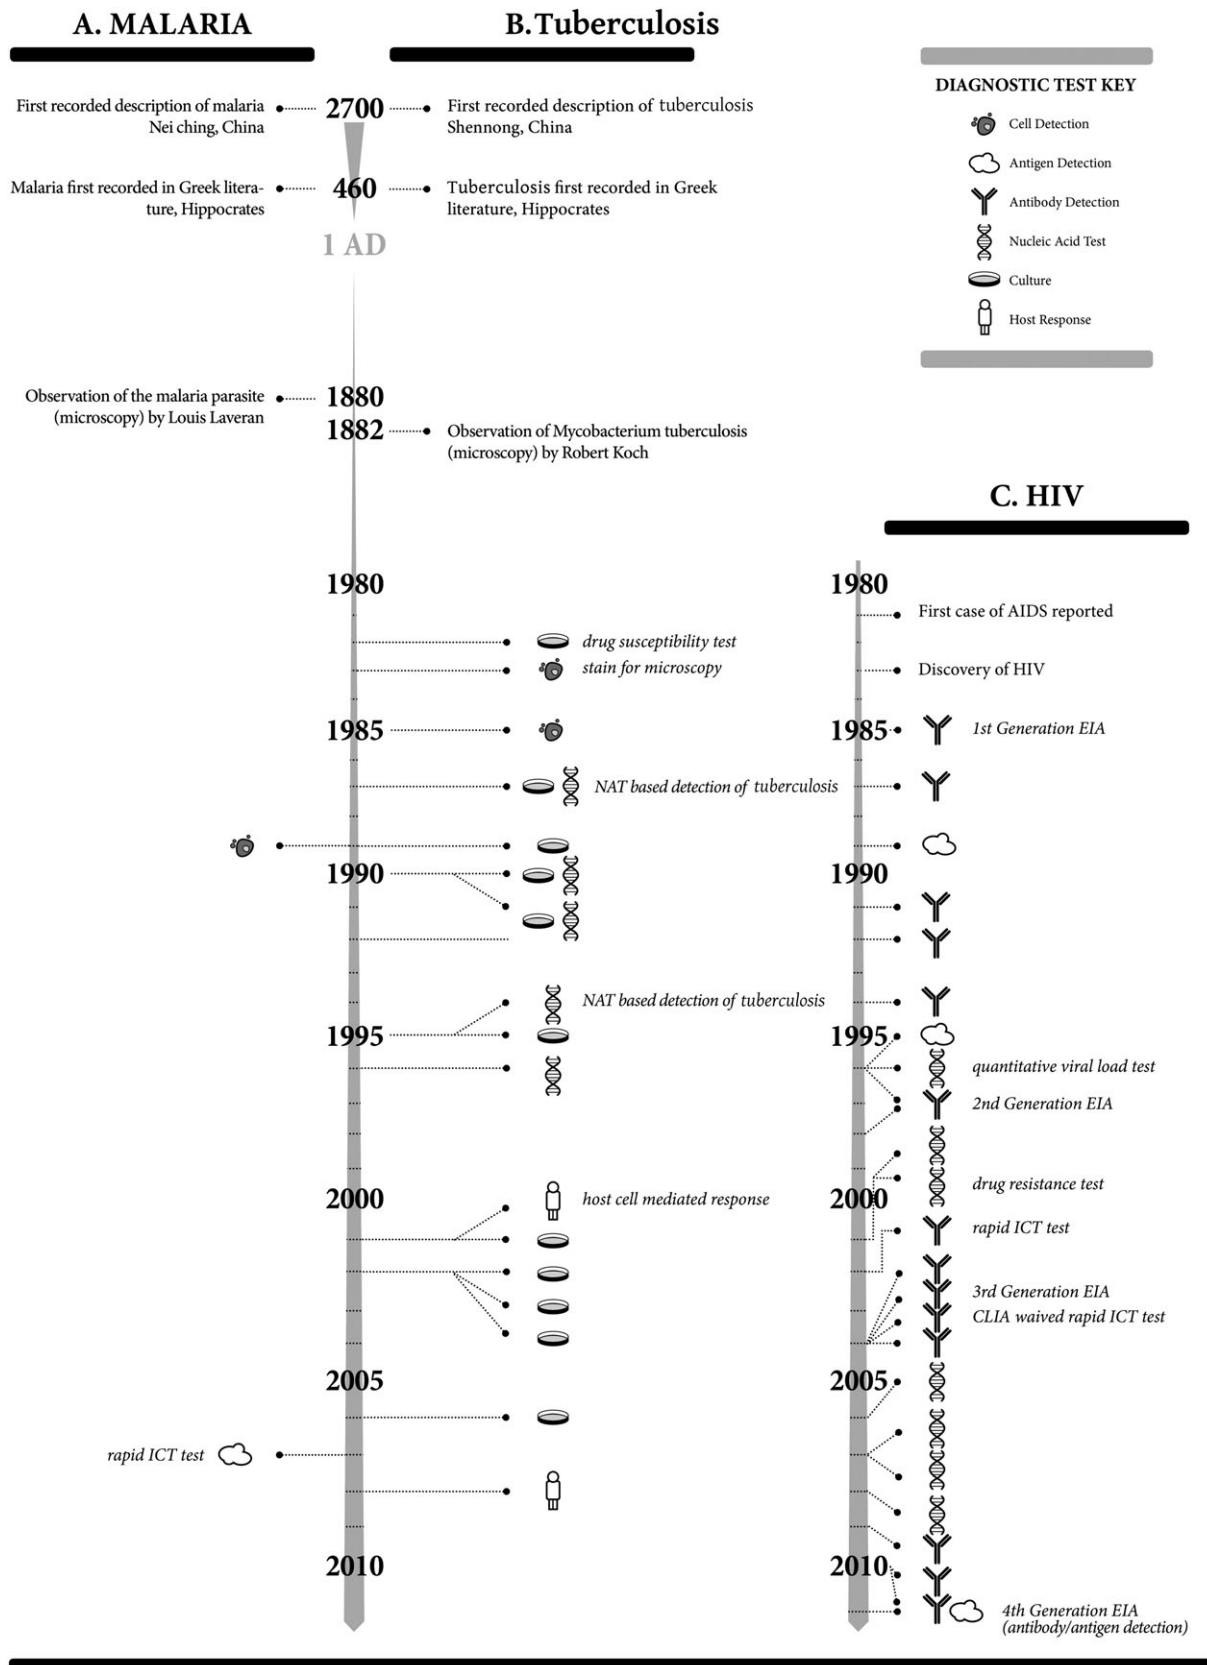 A. MALARIA
B.Tuberculosis
First recorded description of malaria
Nei ching, China
2700
First recorded description of tuberculosis
Shennong, China
Malaria first recorded in Greek litera-
ture, Hippocrates
460
Tuberculosis first recorded in Greek
literature, Hippocrates
1 AD
DIAGNOSTIC TEST KEY
Cell Detection
Antigen Detection
Antibody Detection
Nucleic Acid Test
Culture
Host Response
Observation of the malaria parasite
(microscopy) by Louis Laveran
1880
1882
Observation of Mycobacterium tuberculosis
(microscopy) by Robert Koch
1980
drug susceptibility test
stain for microscopy
1985
NAT based detection of tuberculosis
1990
NAT based detection of tuberculosis
1995
2000
host cell mediated response
2005
rapid ICT test
2010
C. HIV
1980
First case of AIDS reported
Discovery of HIV
1985
1st Generation EIA
1990
1995
quantitative viral load test
2nd Generation EIA
drug resistance test
2000
rapid ICT test
3rd Generation EIA
CLIA waived rapid ICT test
2005
2010
4th Generation EIA
(antibody/antigen detection)